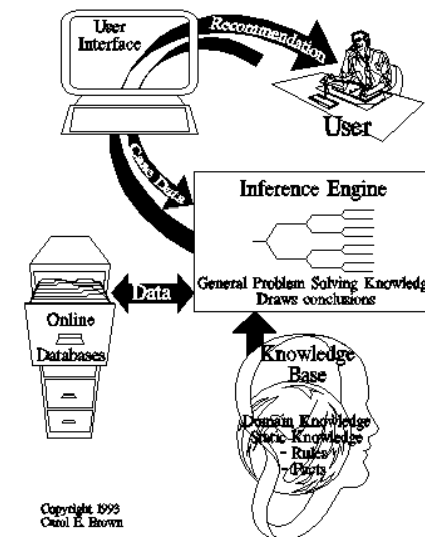 User
Interface
Recommendation
User
Case Data
Inference Engine
General Problem Solving Knowledg
Draws conclusions
Data
Online
Databases
Knowledge
Base
Domain Knowledge
Static Knowledge
- Rules
- Facts
Copyright 1993
Carol E. Brown